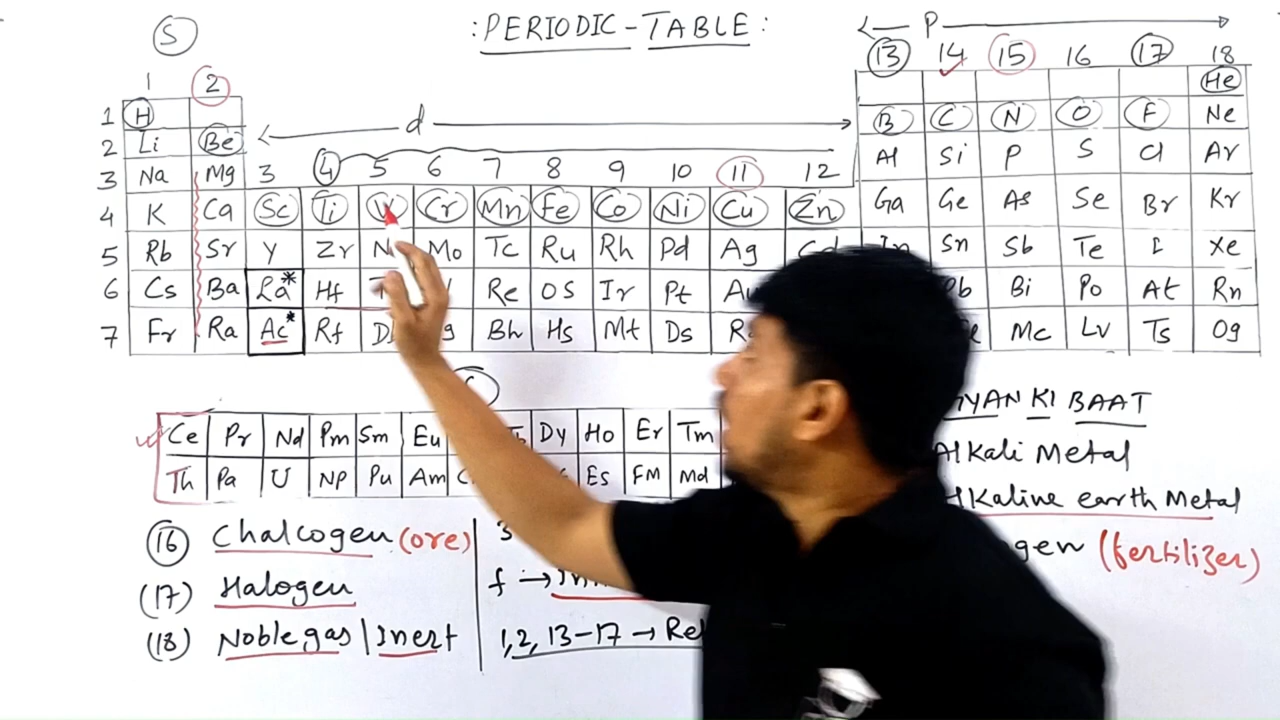 S :PERIODIC-TABLE: P
13 14 15 16 17 18
1 2 He
1 H B C N O F Ne
2 Li Be d Al Si P S Cl Ar
3 Na Mg 3 4 5 6 7 8 9 10 11 12
4 K Ca Sc Ti V Cr Mn Fe Co Ni Cu Zn Ga Ge As Se Br Kr
5 Rb Sr Y Zr Mo Tc Ru Rh Pd Ag Cd In Sn Sb Te I Xe
6 Cs Ba La* Hf Re OS Ir Pt Au Bi Po At Rn
7 Fr Ra Ac* Rf Bh Hs Mt Ds Mc Lv Ts Og
GYAN KI BAAT
Ce Pr Nd Pm Sm Eu Dy Ho Er Tm
Alkali Metal
Th Pa U NP Pu Am Es FM Md
Alkaline earth Metal
(16) Chalcogen (ore) 3
gen (fertilizer)
(17) Halogen f →
(18) Noble gas | Inert 1,2, 13-17 →